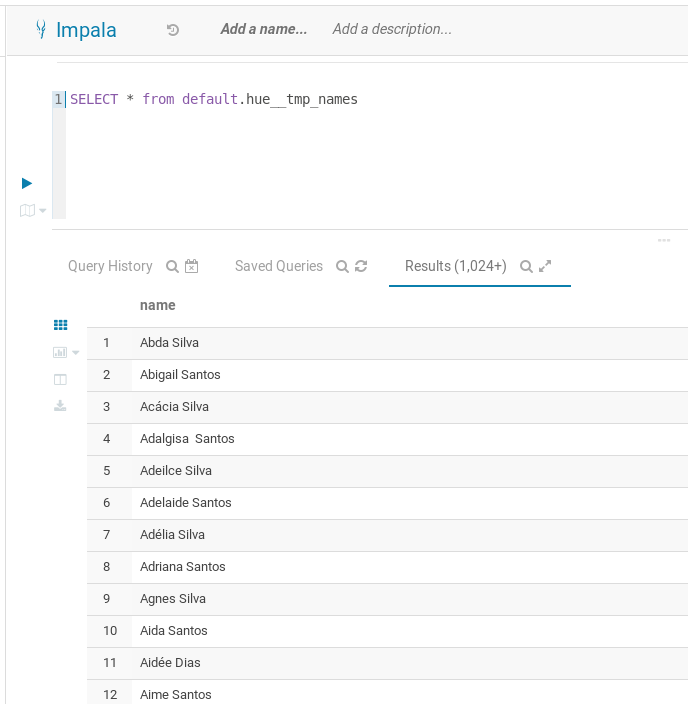 Impala Add a name... Add a description...
1 SELECT * from default.hue__tmp_names
Query History Saved Queries Results (1,024+)
name
1 Abda Silva
2 Abigail Santos
3 Acácia Silva
4 Adalgisa  Santos
5 Adeilce Silva
6 Adelaide Santos
7 Adélia Silva
8 Adriana Santos
9 Agnes Silva
10 Aida Santos
11 Aidée Dias
12 Aime Santos